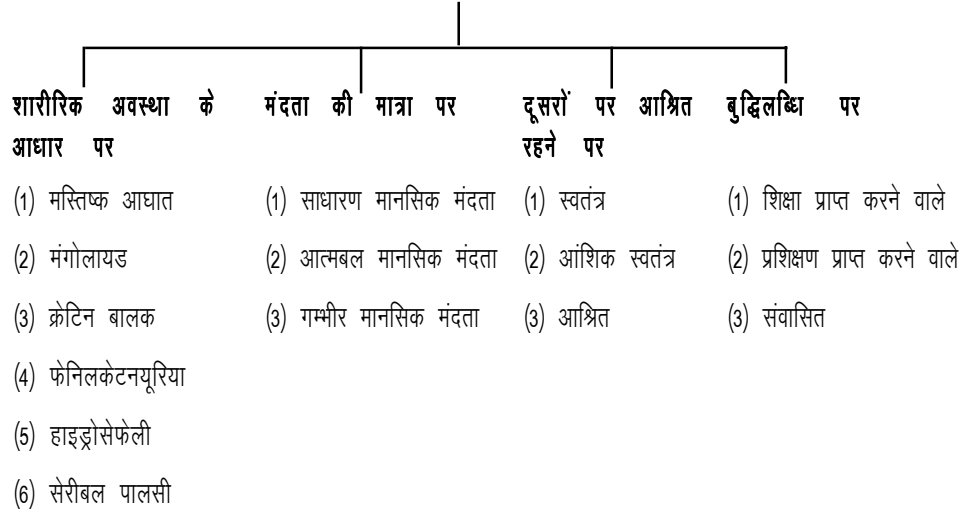 शारीरिक अवस्था के
आधार पर
(1) मस्तिष्क आघात
(2) मंगोलायड
(3) क्रेटिन बालक
(4) फेनिलकेटनयूरिया
(5) हाइड्रोसेफेली
(6) सेरीबल पालसी
मंदता की मात्रा पर
(1) साधारण मानसिक मंदता
(2) आत्मबल मानसिक मंदता
(3) गम्भीर मानसिक मंदता
दूसरों पर आश्रित
रहने पर
(1) स्वतंत्र
(2) आंशिक स्वतंत्र
(3) आश्रित
बुद्धिलब्धि पर
(1) शिक्षा प्राप्त करने वाले
(2) प्रशिक्षण प्राप्त करने वाले
(3) संवासित